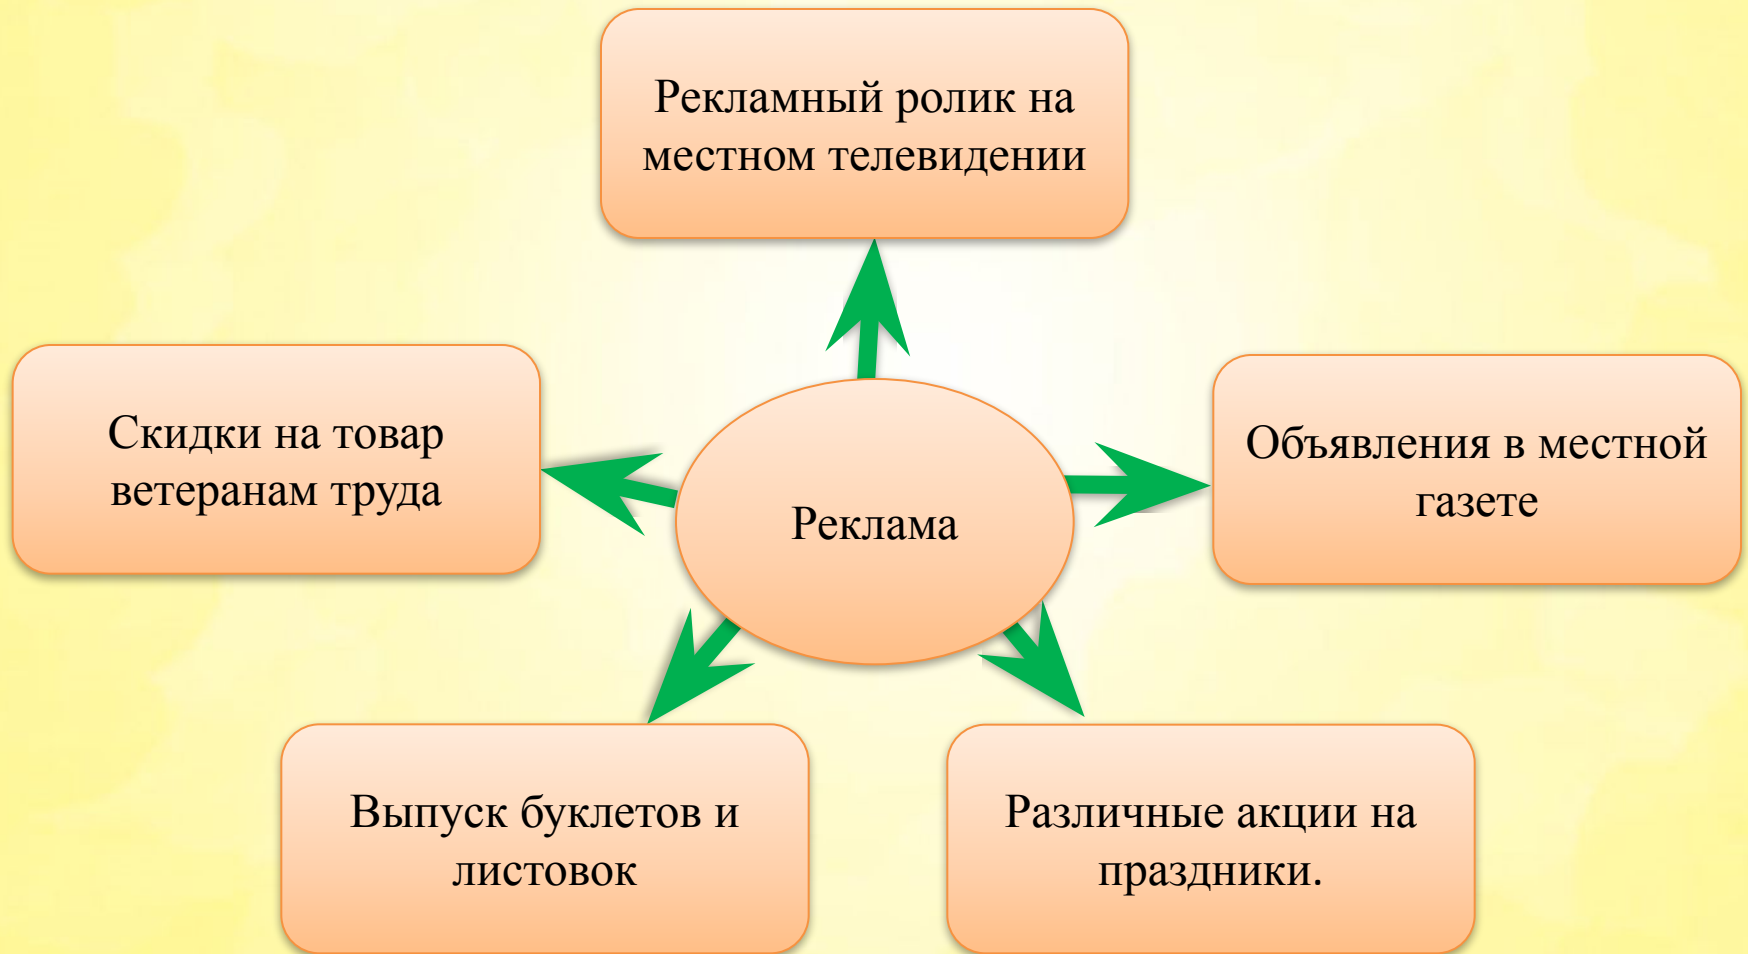 Рекламный ролик на
местном телевидении
Скидки на товар
ветеранам труда
Объявления в местной
газете
Реклама
Выпуск буклетов и
листовок
Различные акции на
праздники.